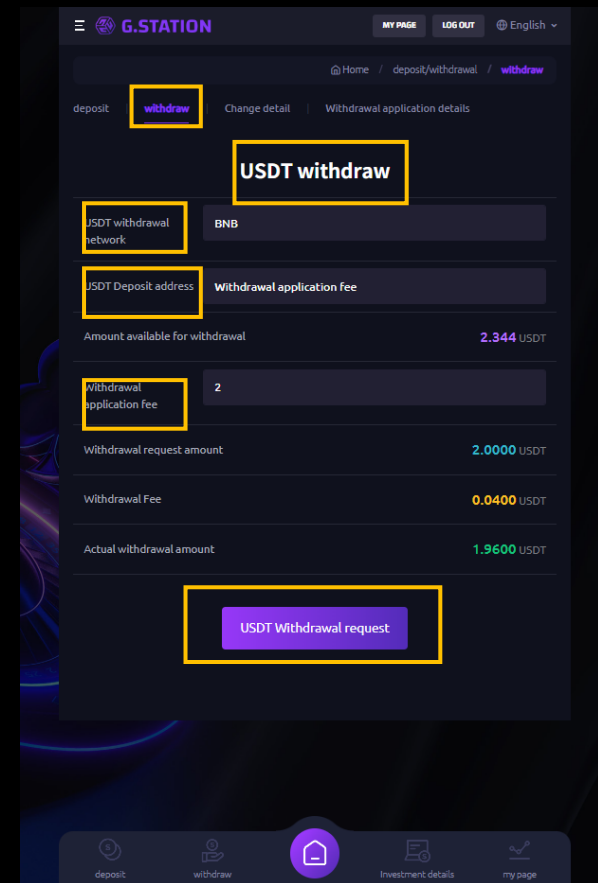 G.STATION MY PAGE LOG OUT English
Home / deposit/withdrawal / withdraw
deposit withdraw Change detail Withdrawal application details
USDT withdraw
USDT withdrawal
network
BNB
USDT Deposit address Withdrawal application fee
Amount available for withdrawal 2.344 USDT
Withdrawal
application fee
2
Withdrawal request amount 2.0000 USDT
Withdrawal Fee 0.0400 USDT
Actual withdrawal amount 1.9600 USDT
USDT Withdrawal request
deposit withdraw Investment details my page